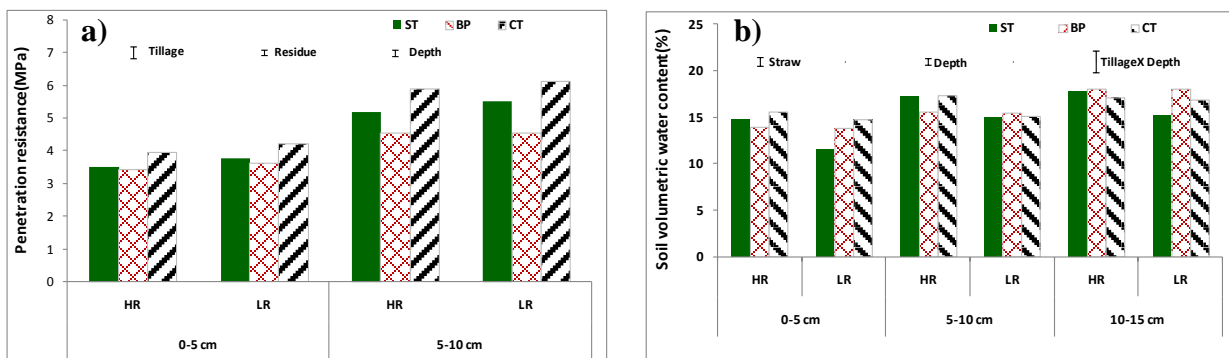 a)
ST BP CT
Tillage Residue Depth
Penetration resistance(MPa)
8
7
6
5
4
3
2
1
0
HR LR HR LR
0-5 cm 5-10 cm
b)
ST BP CT
Straw Depth TillageX Depth
Soil volumetric water content(%)
25
20
15
10
5
0
HR LR HR LR HR LR
0-5 cm 5-10 cm 10-15 cm